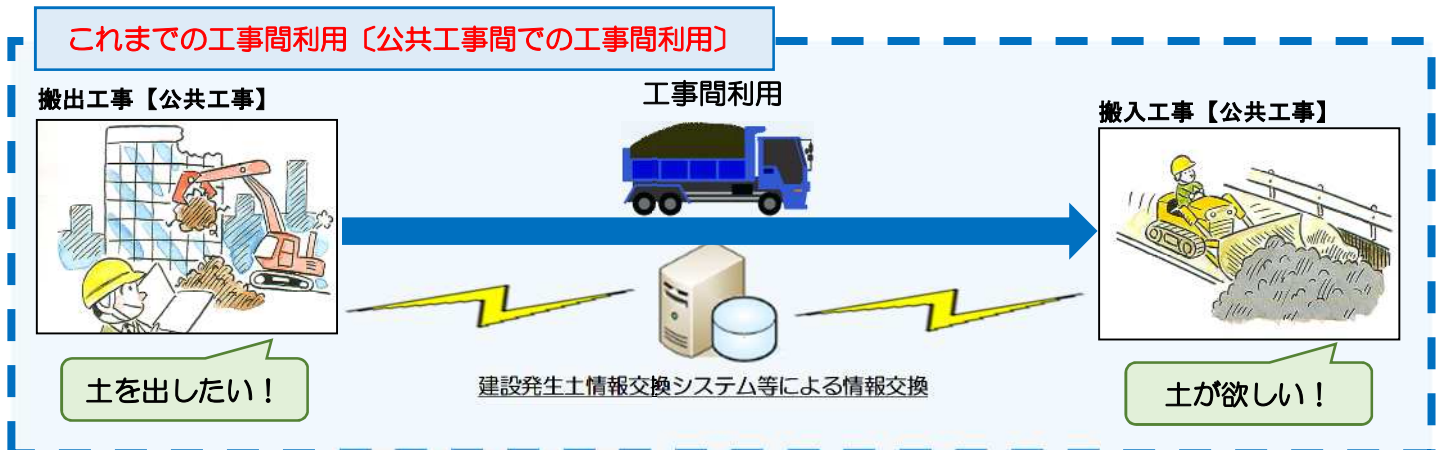 これまでの工事間利用〔公共工事間での工事間利用〕
搬出工事【公共工事】
工事間利用
搬入工事【公共工事】
建設発生土情報交換システム等による情報交換
土を出したい！
土が欲しい！